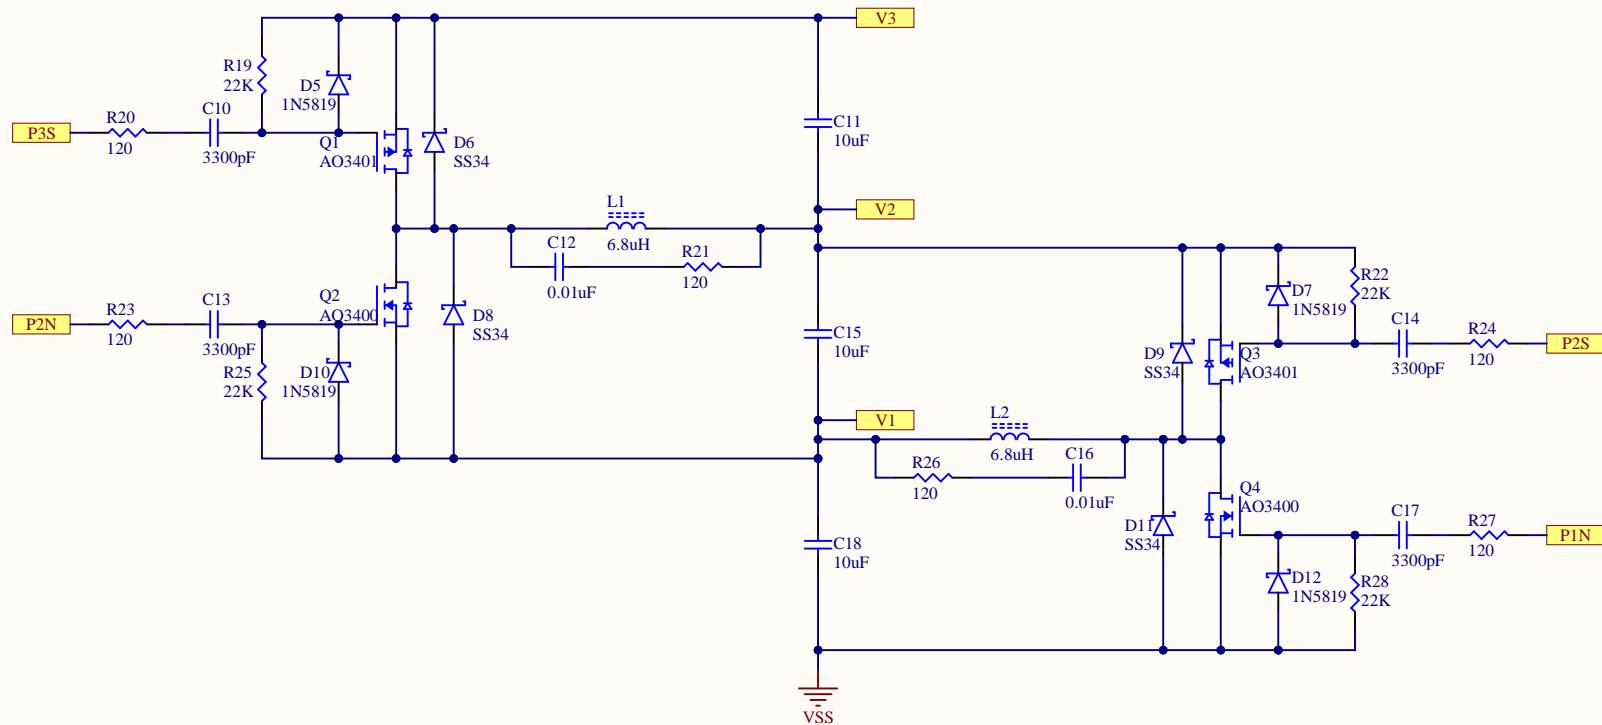 V3
R19
22K
D5
1N5819
C10
R20
P3S
120
3300pF
Q1
AO3401
D6
SS34
C11
10uF
L1
V2
6.8uH
C12
R21
0.01uF
120
R22
22K
D7
1N5819
Q2
AO3400
C13
R23
P2N
120
3300pF
D8
SS34
C15
10uF
C14
R24
P2S
D9
SS34
Q3
AO3401
3300pF
120
R25
22K
D10
1N5819
V1
L2
6.8uH
R26
120
C16
0.01uF
Q4
AO3400
D11
SS34
C17
R27
P1N
3300pF
120
C18
10uF
D12
1N5819
R28
22K
VSS